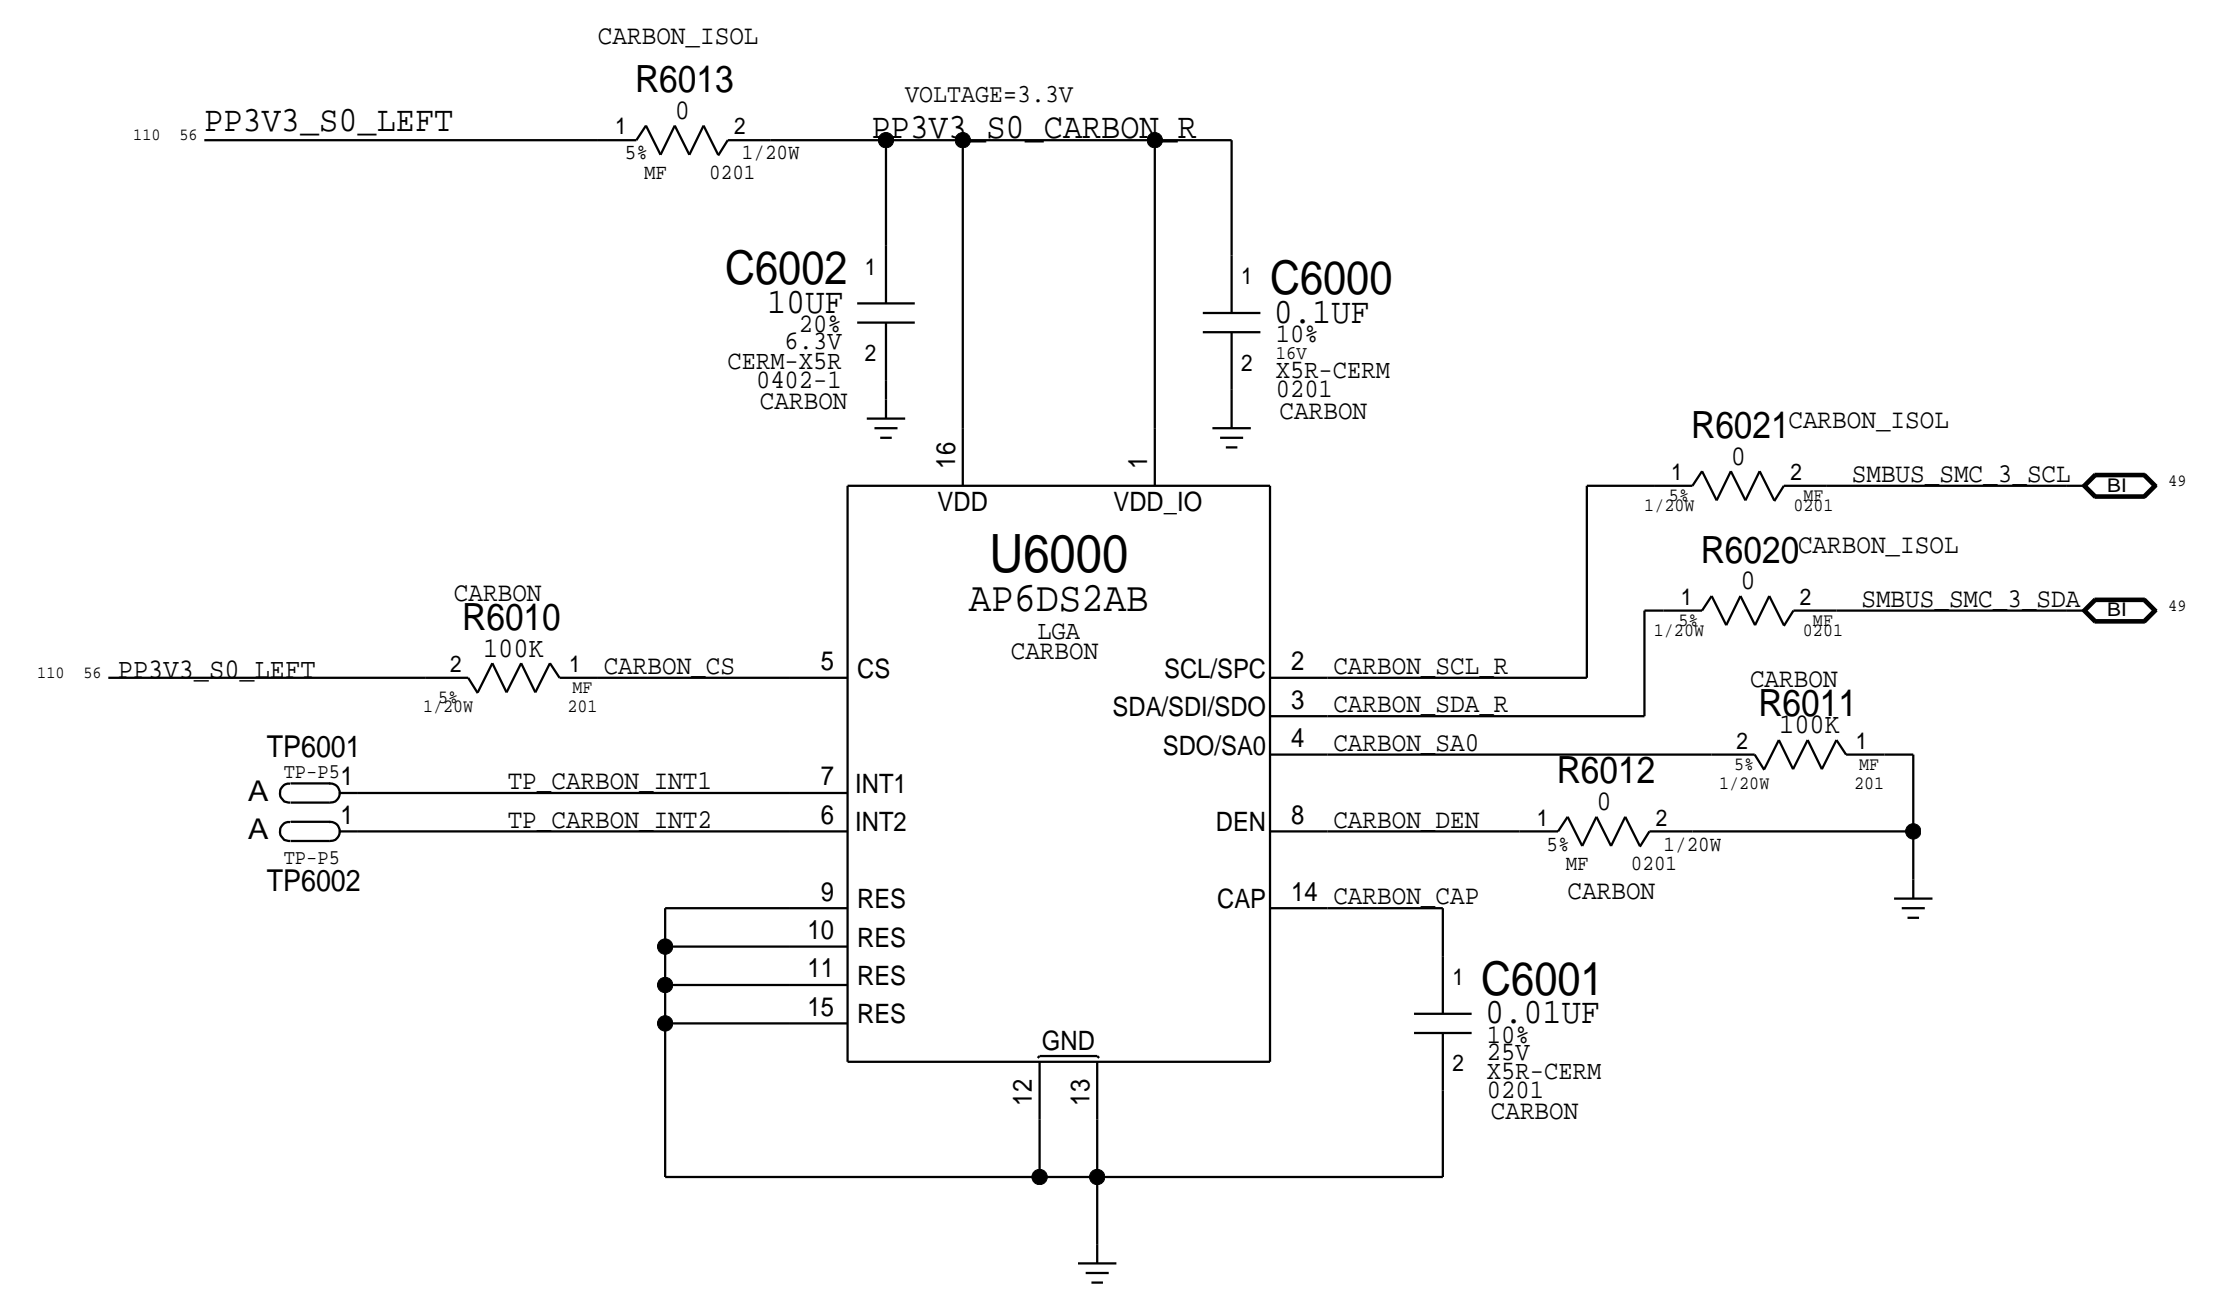 CARBON_ISOL
R6013
0
VOLTAGE=3.3V
110 56 PP3V3_S0_LEFT 1 2 PP3V3_S0_CARBON_R
5% 1/20W
MF 0201
C6002 1
10UF
20%
6.3V
2
CERM-X5R
0402-1
CARBON
1 C6000
0.1UF
10%
16V
2
X5R-CERM
0201
CARBON
16 1
VDD VDD_IO
U6000
AP6DS2AB
LGA
CARBON
R6021 CARBON_ISOL
0
1 2 SMBUS_SMC_3_SCL BI 49
5% MF
1/20W 0201
R6020 CARBON_ISOL
0
1 2 SMBUS_SMC_3_SDA BI 49
5% MF
1/20W 0201
CARBON
R6010
100K
110 56 PP3V3_S0_LEFT 2 1 CARBON_CS 5 CS
5% MF
1/20W 201
SCL/SPC 2 CARBON_SCL_R
SDA/SDI/SDO 3 CARBON_SDA_R
CARBON
R6011
100K
SDO/SA0 4 CARBON_SA0 2 1
5% MF
1/20W 201
TP6001
TP-P5
A 1 TP_CARBON_INT1 7 INT1
A 1 TP_CARBON_INT2 6 INT2
TP-P5
TP6002
R6012
0
DEN 8 CARBON_DEN 1 2
5% 1/20W
MF 0201
CARBON
9 RES
10 RES
11 RES
15 RES
CAP 14 CARBON_CAP
1 C6001
0.01UF
10%
25V
2
X5R-CERM
0201
CARBON
GND
12 13